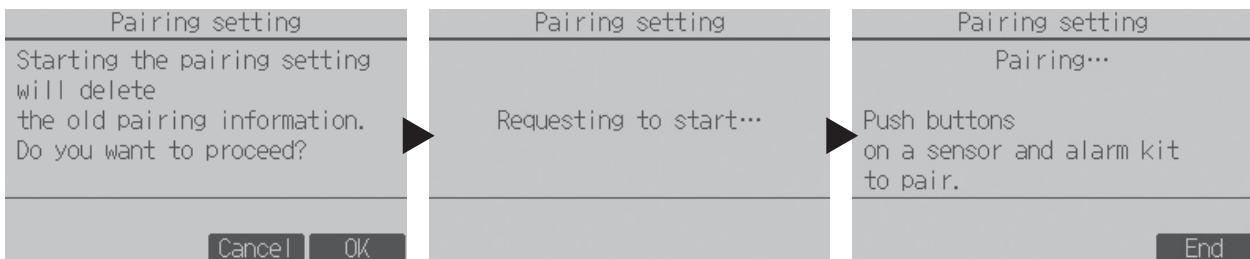 Pairing setting
Starting the pairing setting
will delete
the old pairing information.
Do you want to proceed?
Cancel OK
Pairing setting
Requesting to start…
Pairing setting
Pairing…
Push buttons
on a sensor and alarm kit
to pair.
End